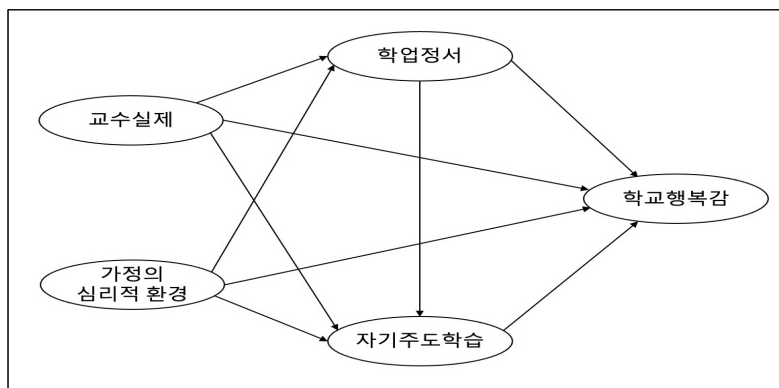 학업정서
교수실제
학교행복감
가정의
심리적 환경
자기주도학습